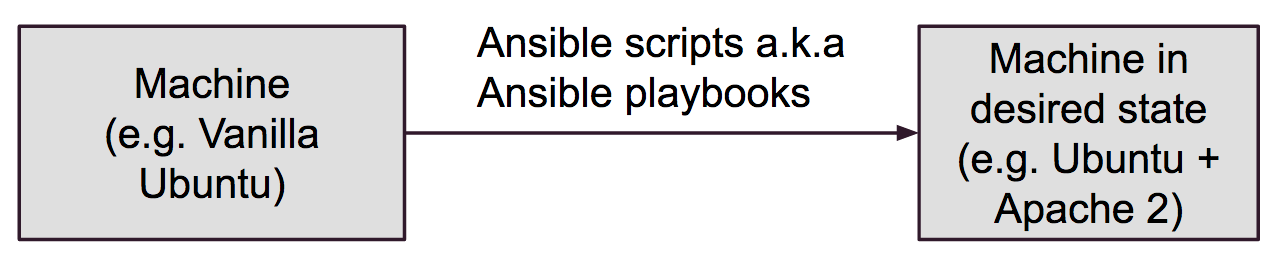 Machine
(e.g. Vanilla
Ubuntu)
Ansible scripts a.k.a
Ansible playbooks
Machine in
desired state
(e.g. Ubuntu +
Apache 2)